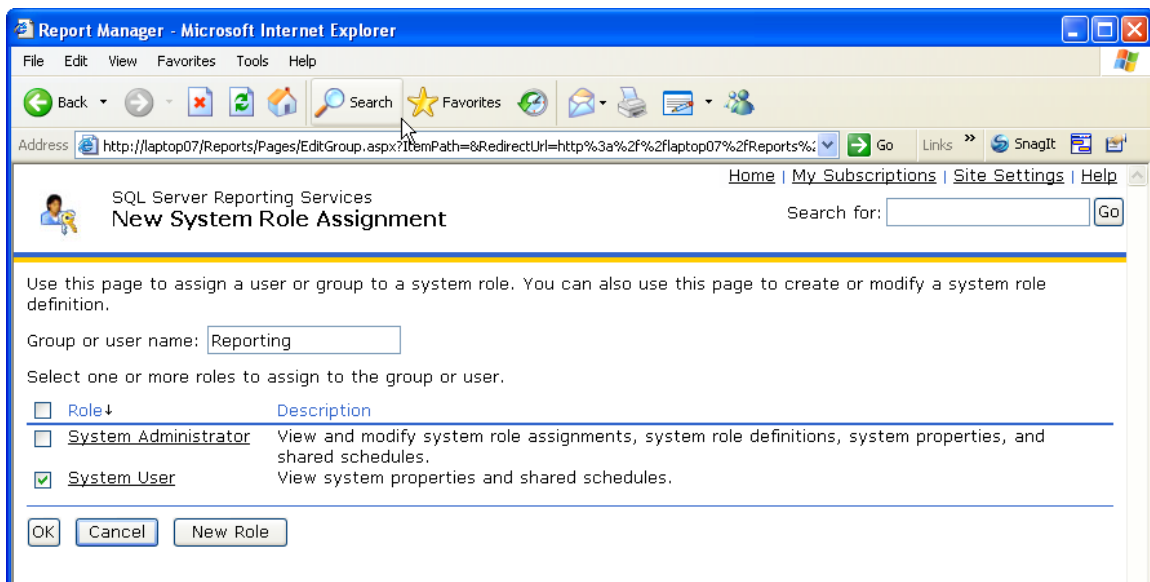 Report Manager - Microsoft Internet Explorer
File Edit View Favorites Tools Help
Back Search Favorites
Address http://laptop07/Reports/Pages/EditGroup.aspx?ItemPath=&RedirectUrl=http%3a%2f%2flaptop07%2fReports%2 Go Links » SnagIt
Home | My Subscriptions | Site Settings | Help
SQL Server Reporting Services
New System Role Assignment
Search for: Go
Use this page to assign a user or group to a system role. You can also use this page to create or modify a system role
definition.
Group or user name: Reporting
Select one or more roles to assign to the group or user.
Role↓ Description
System Administrator View and modify system role assignments, system role definitions, system properties, and
shared schedules.
System User View system properties and shared schedules.
OK Cancel New Role